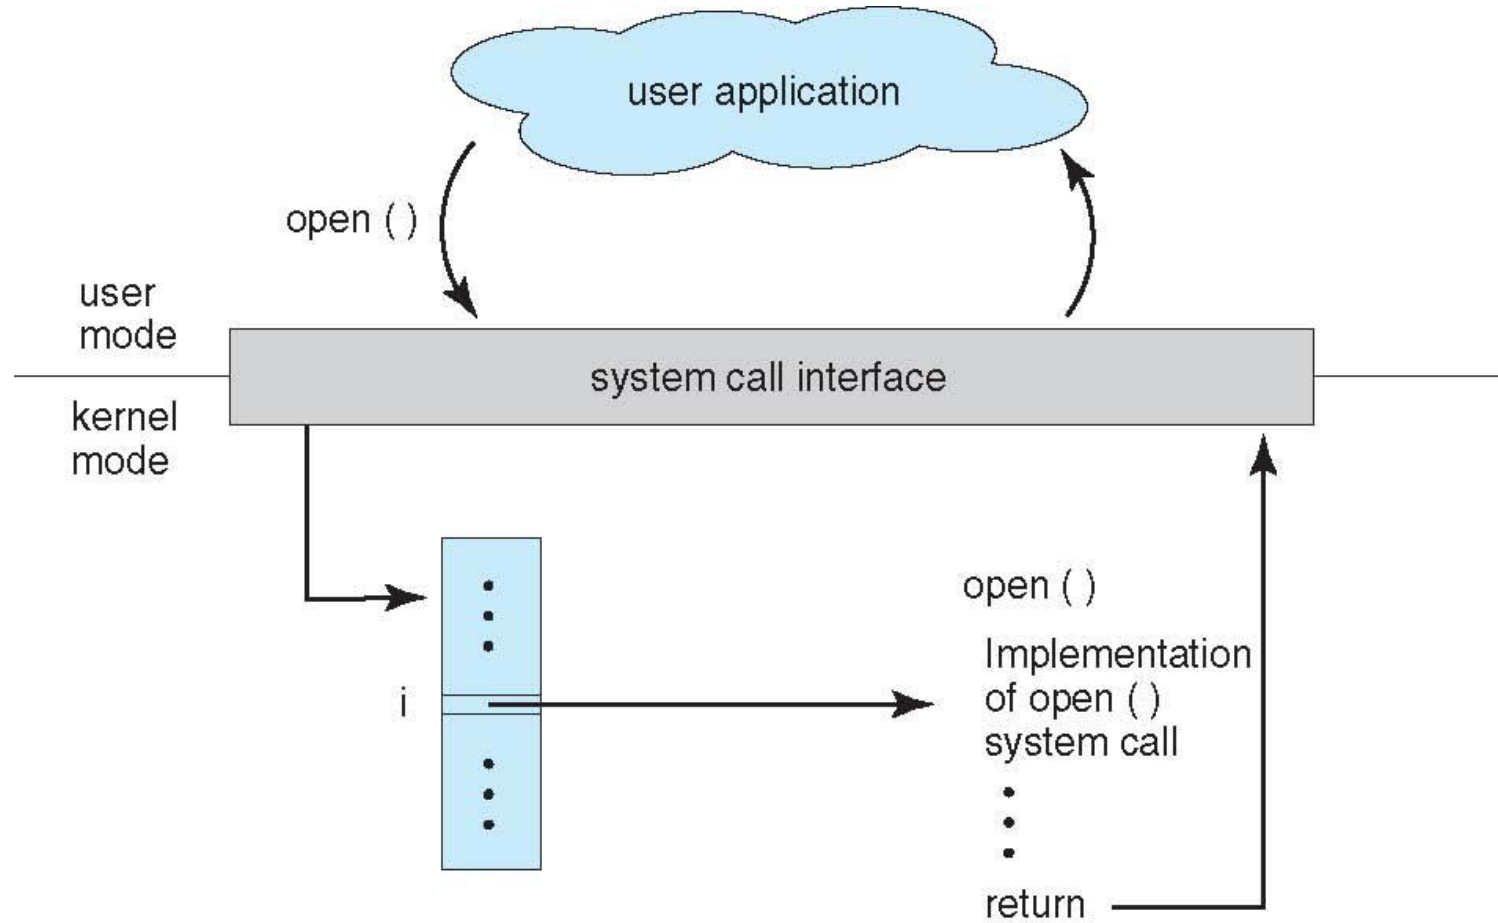 user application
open ( )
user
mode
system call interface
kernel
mode
open ( )
Implementation
of open ( )
system call
i
return